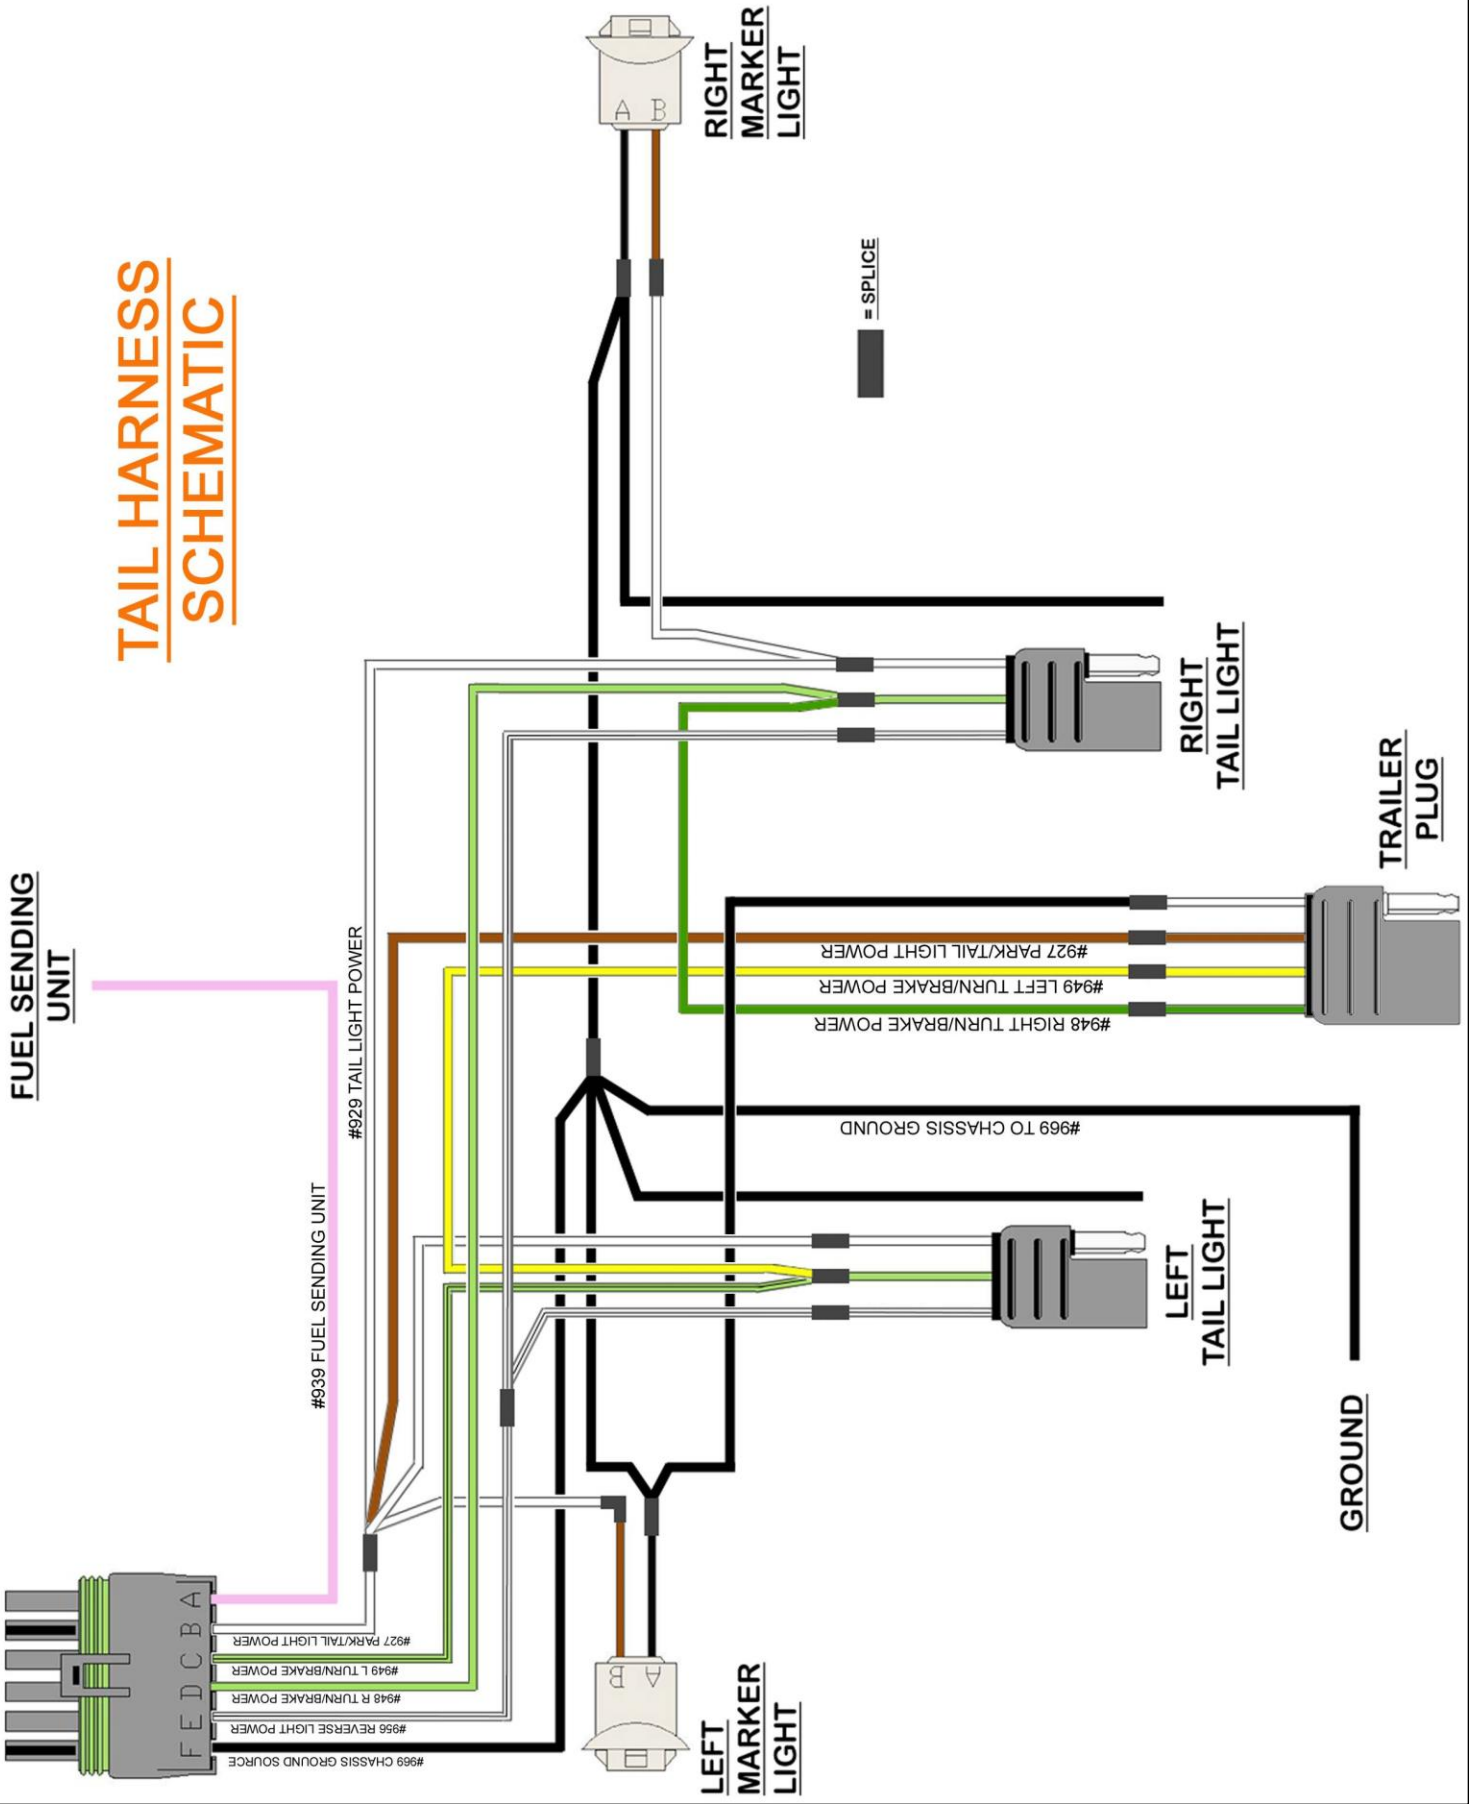 TAIL HARNESS
SCHEMATIC
FUEL SENDING
UNIT
RIGHT
MARKER
LIGHT
A
B
= SPLICE
RIGHT
TAIL LIGHT
TRAILER
PLUG
LEFT
TAIL LIGHT
GROUND
LEFT
MARKER
LIGHT
B
A
#939 FUEL SENDING UNIT
#929 TAIL LIGHT POWER
#927 PARK/TAIL LIGHT POWER
#949 LEFT TURN/BRAKE POWER
#948 RIGHT TURN/BRAKE POWER
#969 TO CHASSIS GROUND
F E D C B A
#927 PARK/TAIL LIGHT POWER
#949 L TURN/BRAKE POWER
#948 R TURN/BRAKE POWER
#956 REVERSE LIGHT POWER
#969 CHASSIS GROUND SOURCE